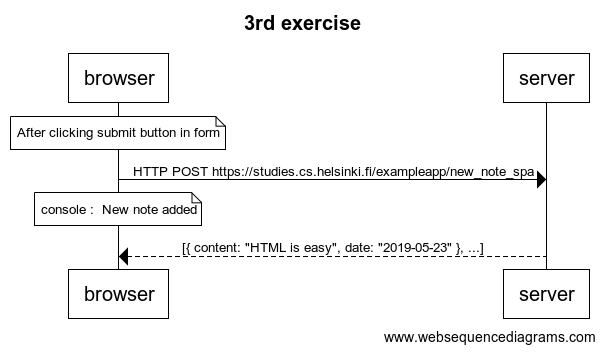 3rd exercise
browser
server
After clicking submit button in form
HTTP POST https://studies.cs.helsinki.fi/exampleapp/new_note_spa
console :  New note added
[{ content: "HTML is easy", date: "2019-05-23" }, ...]
browser
server
www.websequencediagrams.com